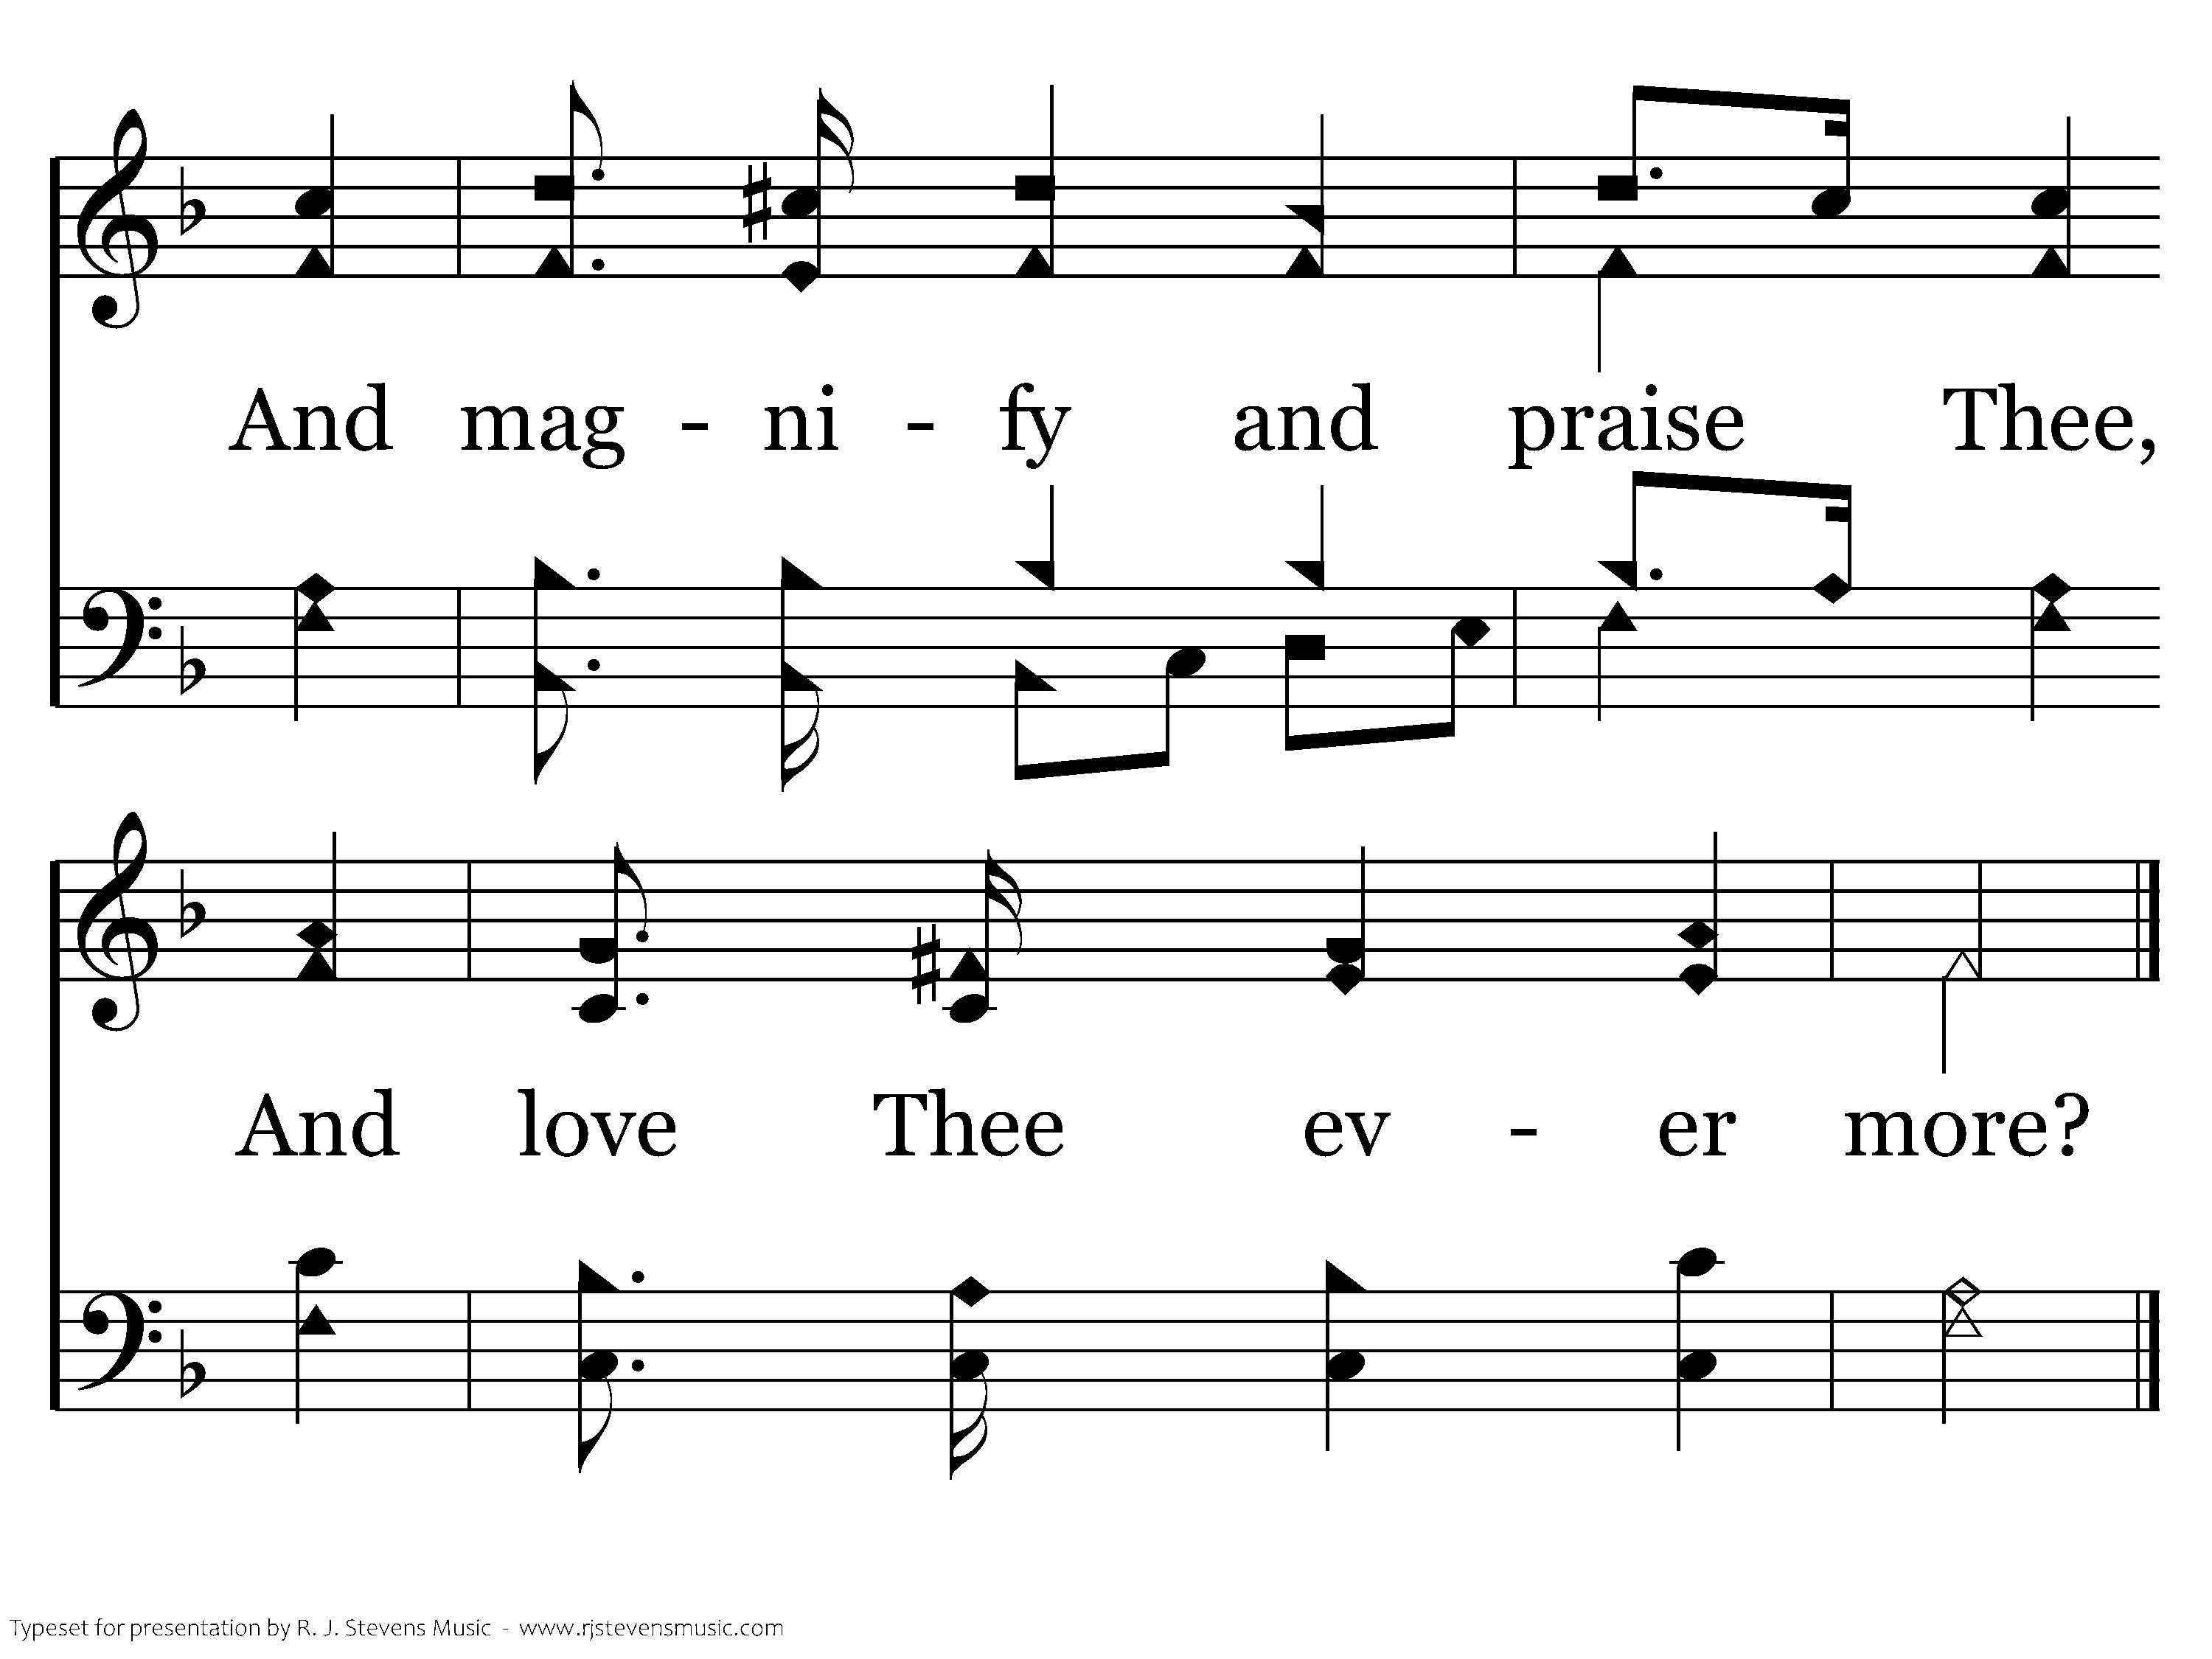 And mag - ni - fy and praise Thee,
And love Thee ev - er more?
Typeset for presentation by R. J. Stevens Music - www.rjstevensmusic.com